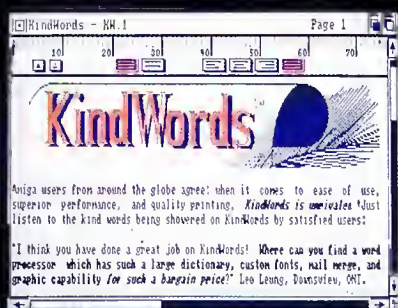 KindWords - KW.1 Page 1
10 20 30 40 50 60 70
KindWords
Amiga users from around the globe agree: when it comes to ease of use,
superior performance, and quality printing, KindWords is unrivaled! Just
listen to the kind words being showered on KindWords by satisfied users:
"I think you have done a great job on KindWords! Where can you find a word
processor which has such a large dictionary, custom fonts, mail merge, and
graphic capability for such a bargain price?" Leo Leung, Downsview, ONT.